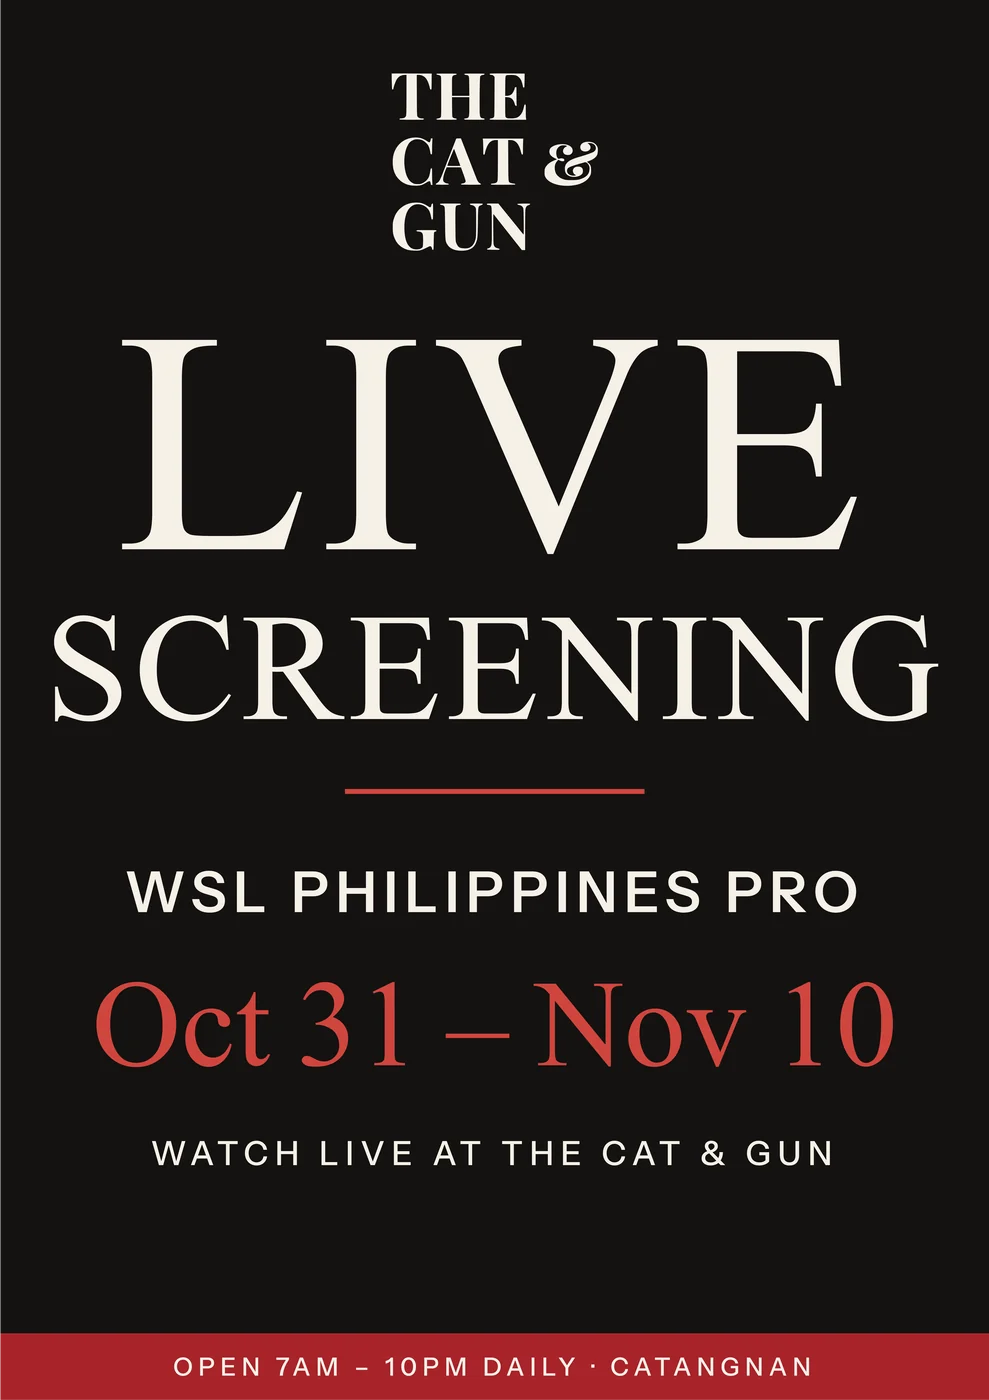 THE
CAT &
GUN
LIVE
SCREENING
WSL PHILIPPINES PRO
Oct 31 – Nov 10
WATCH LIVE AT THE CAT & GUN
OPEN 7AM – 10PM DAILY · CATANGNAN